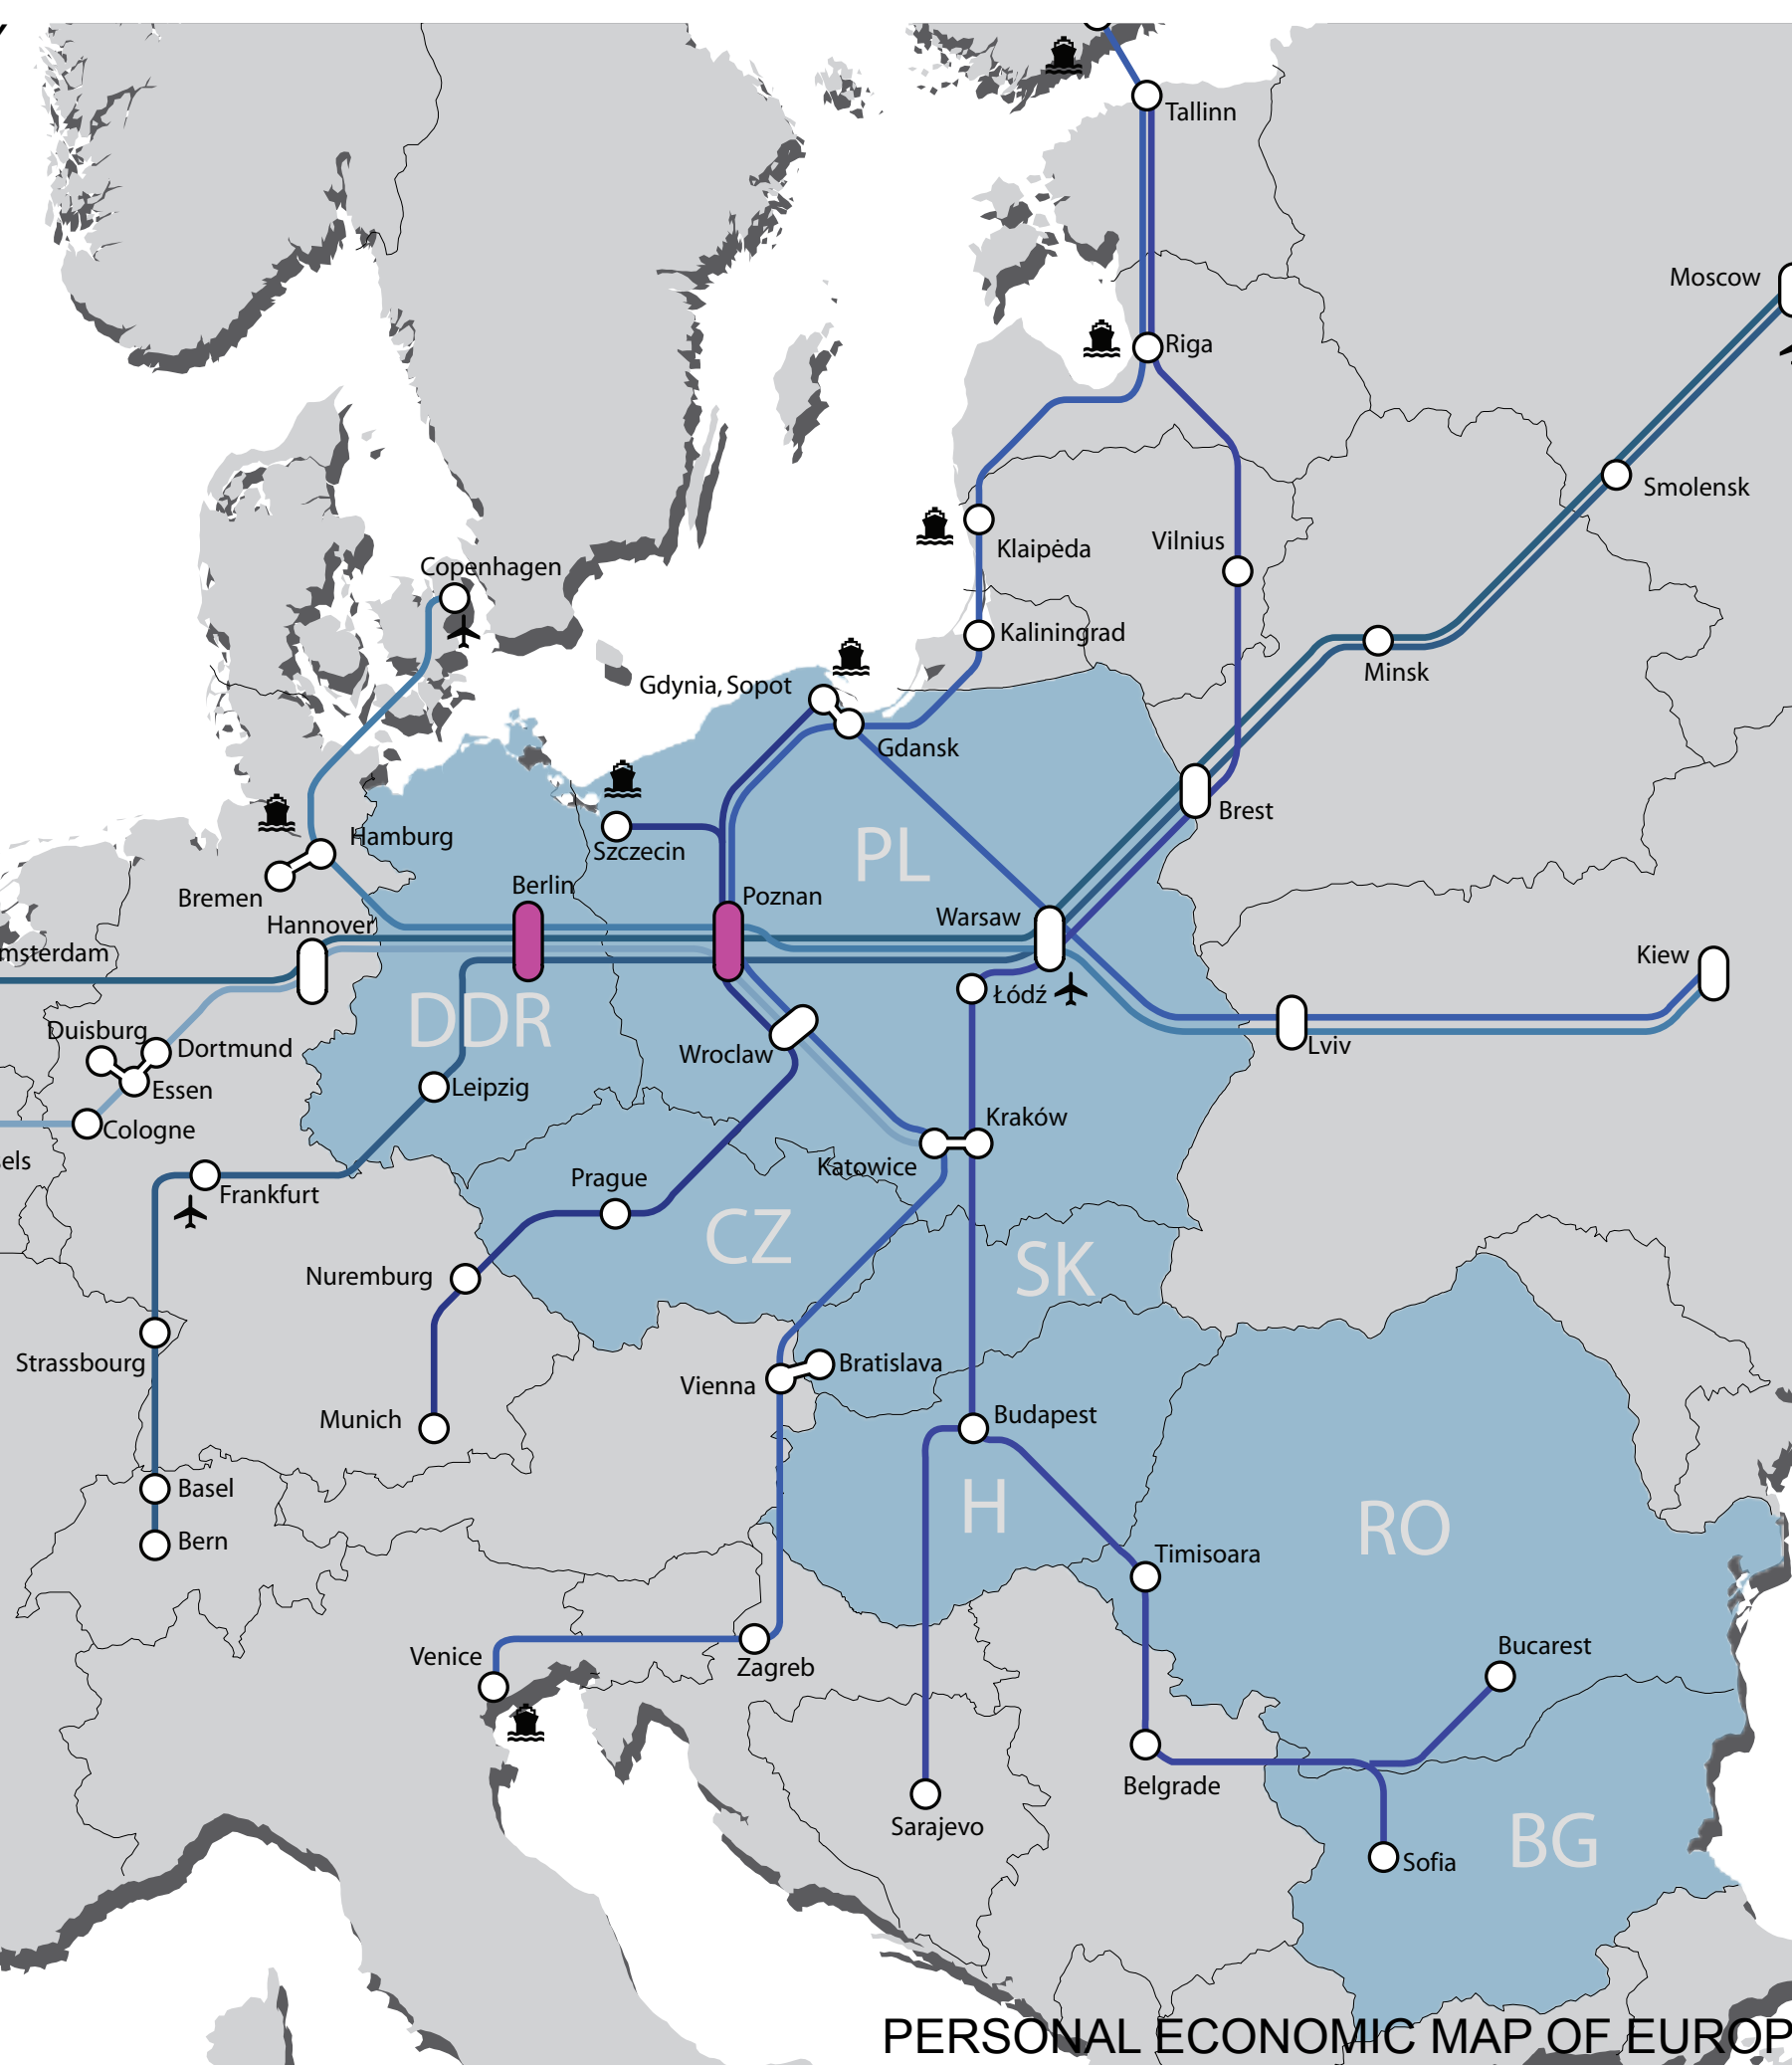 Tallinn
Moscow
Riga
Smolensk
Klaipėda
Vilnius
Copenhagen
Kaliningrad
Minsk
Gdynia, Sopot
Gdansk
Brest
Hamburg
Szczecin
PL
Bremen
Berlin
Poznan
Hannover
Warsaw
msterdam
Kiew
Łódź
DDR
Duisburg
Dortmund
Wroclaw
Lviv
Essen
Leipzig
Cologne
Kraków
els
Katowice
Frankfurt
Prague
CZ
SK
Nuremburg
Strassbourg
Vienna
Bratislava
Munich
Budapest
Basel
H
RO
Bern
Timisoara
Venice
Zagreb
Bucarest
Belgrade
Sarajevo
BG
Sofia
PERSONAL ECONOMIC MAP OF EUROP